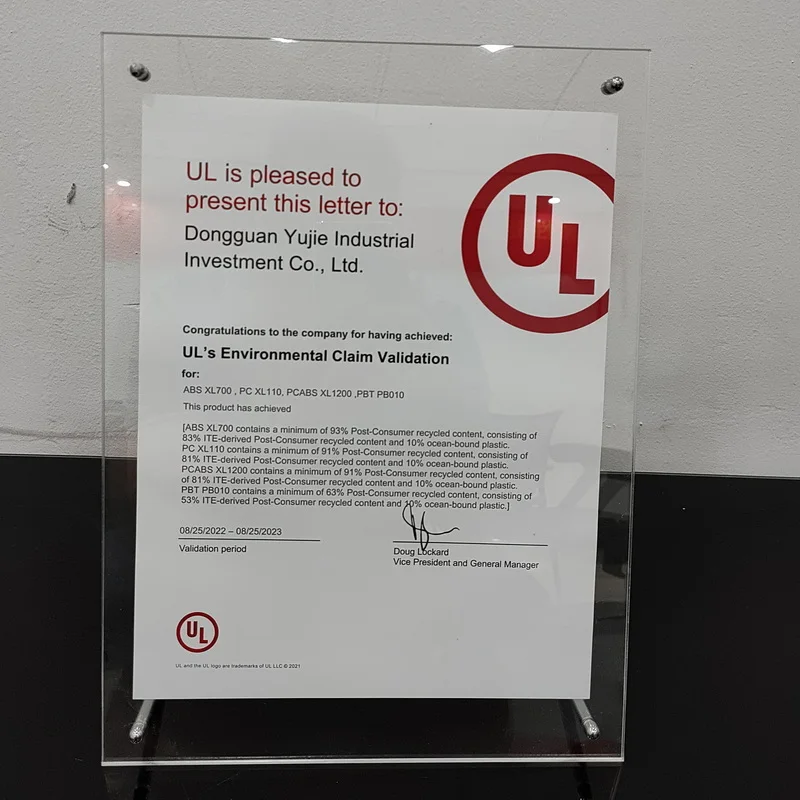 UL is pleased to
present this letter to:
Dongguan Yujie Industrial
Investment Co., Ltd.
UL
Congratulations to the company for having achieved:
UL's Environmental Claim Validation
for:
ABS XL700 , PC XL110, PCABS XL1200 ,PBT PB010
This product has achieved
[ABS XL700 contains a minimum of 93% Post-Consumer recycled content, consisting of
83% ITE-derived Post-Consumer recycled content and 10% ocean-bound plastic.
PC XL110 contains a minimum of 91% Post-Consumer recycled content, consisting of
81% ITE-derived Post-Consumer recycled content and 10% ocean-bound plastic.
PCABS XL1200 contains a minimum of 91% Post-Consumer recycled content, consisting
of 81% ITE-derived Post-Consumer recycled content and 10% ocean-bound plastic.
PBT PB010 contains a minimum of 63% Post-Consumer recycled content, consisting of
53% ITE-derived Post-Consumer recycled content and 10% ocean-bound plastic.]
08/25/2022 – 08/25/2023
Validation period
Doug Lockard
Vice President and General Manager
UL
UL and the UL logo are trademarks of UL LLC © 2021